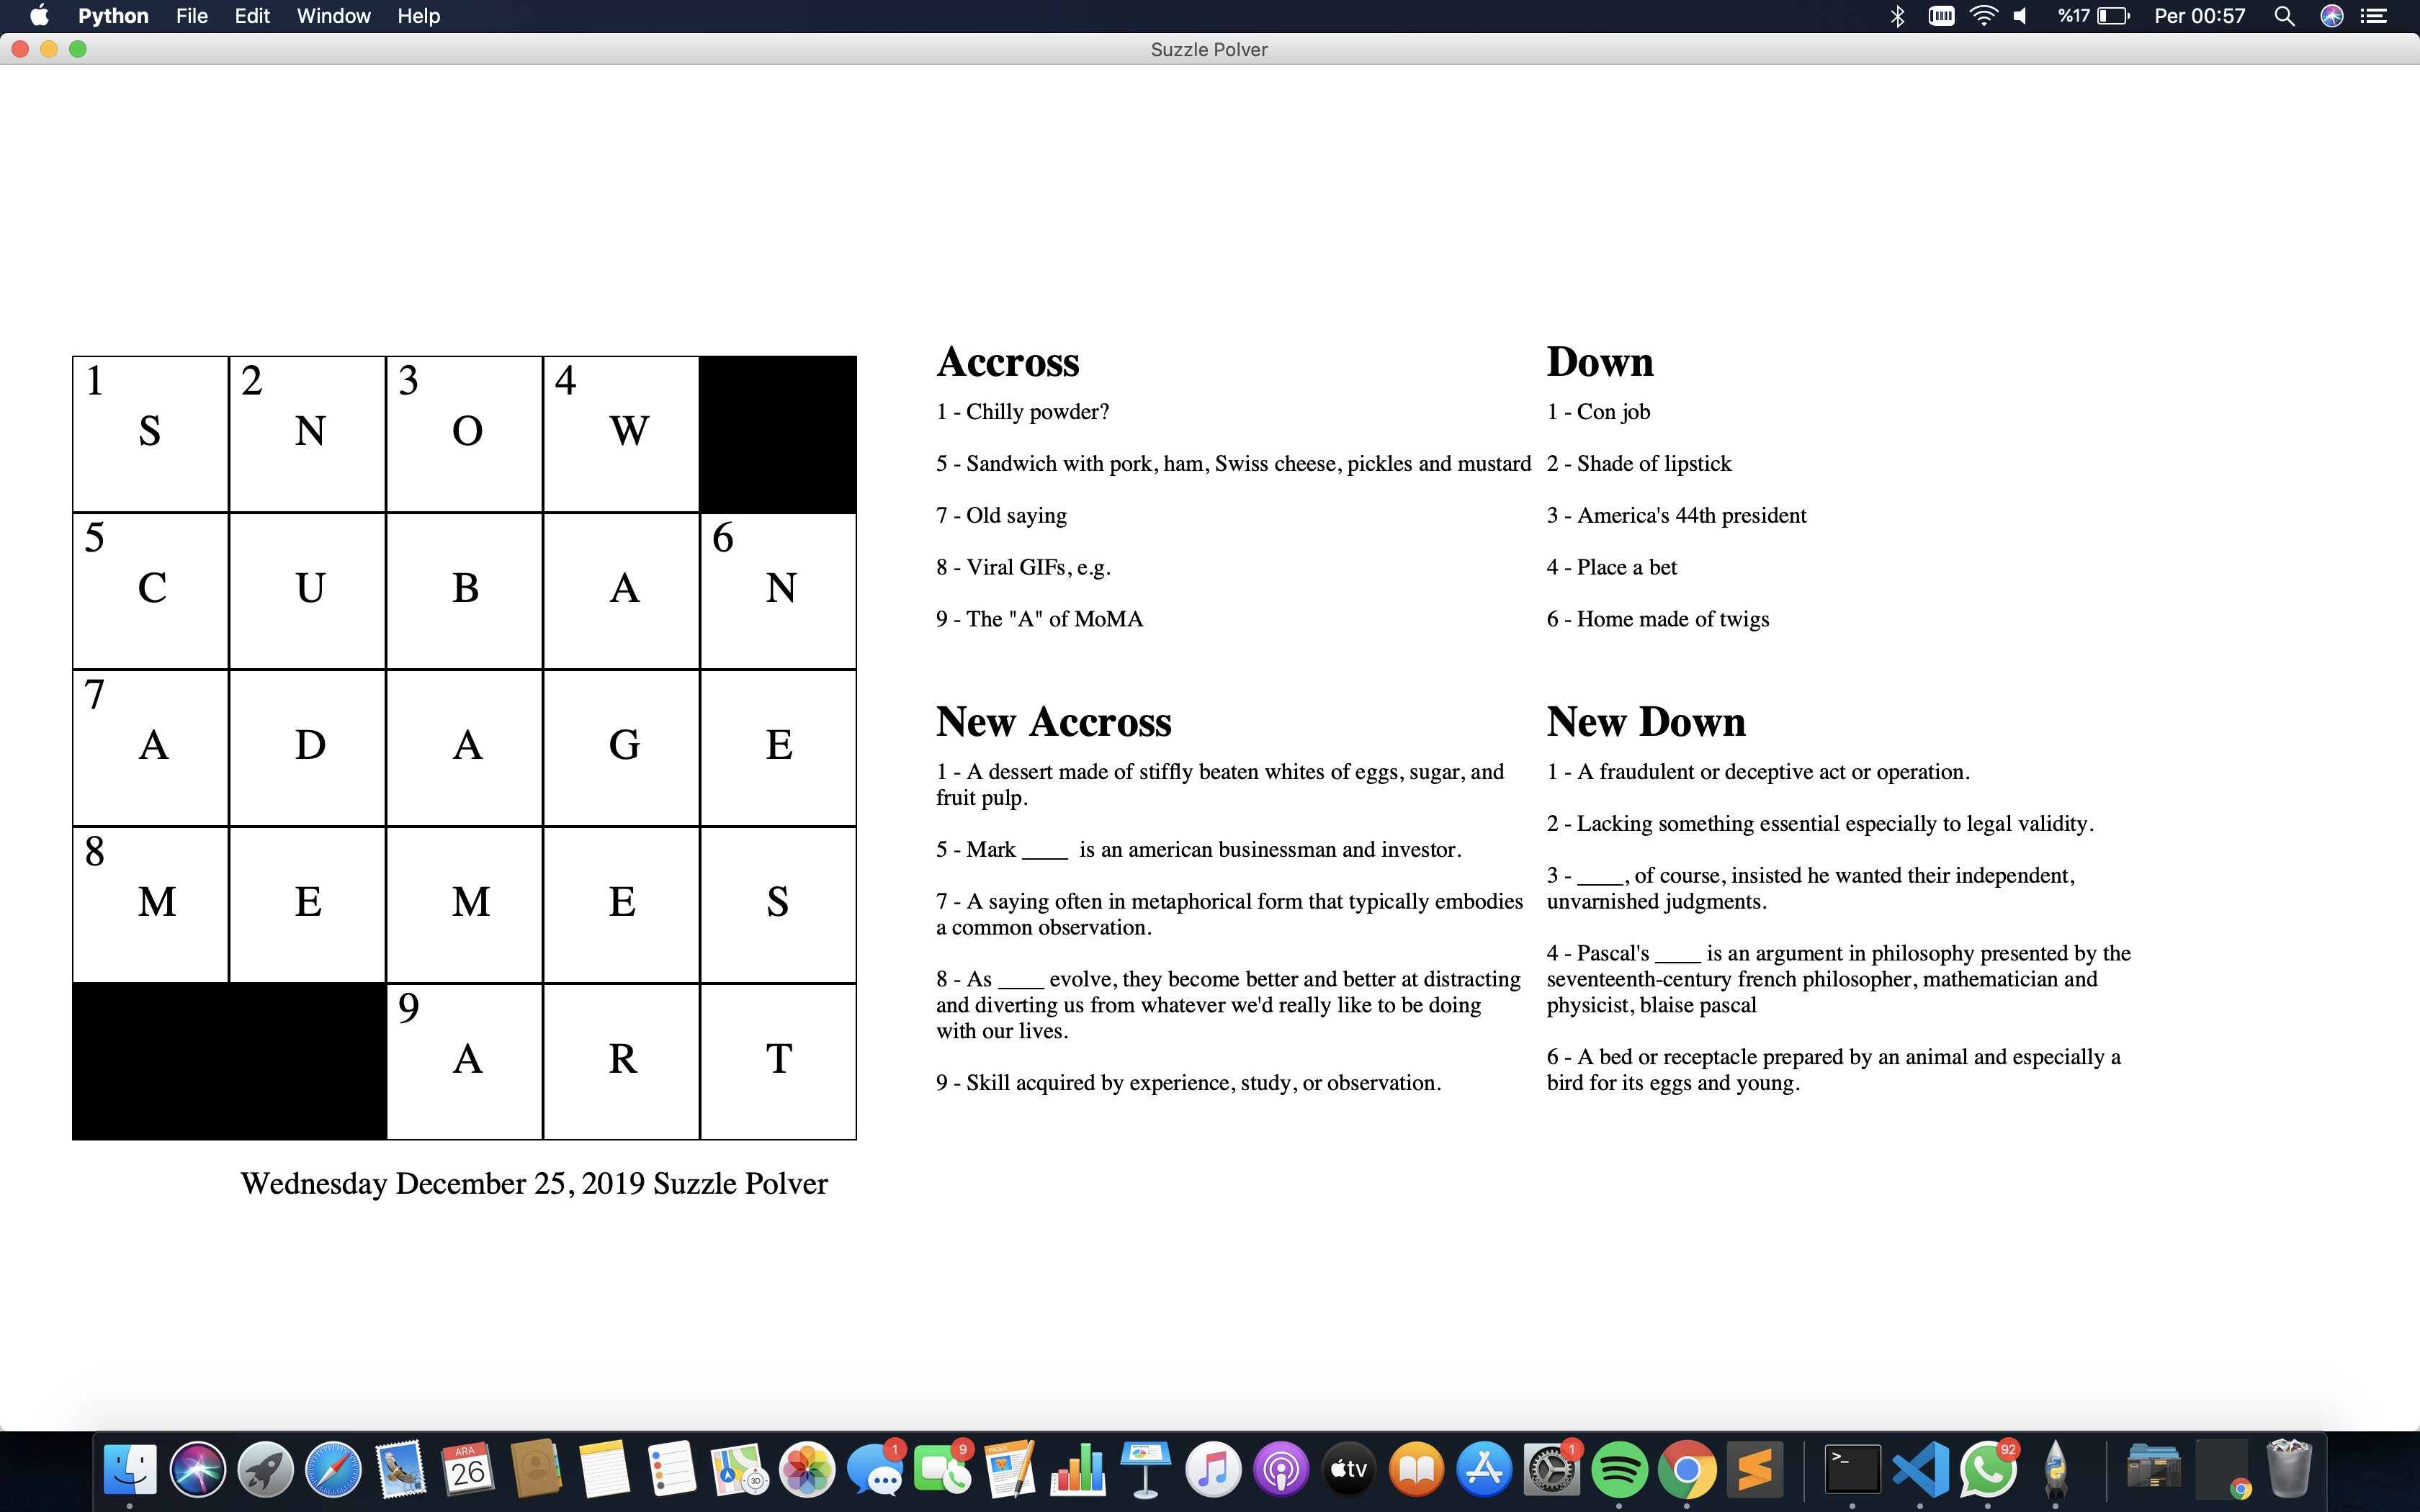 Python File Edit Window Help %17 Per 00:57
Suzzle Polver
1 2 3 4
S N O W
5 6
C U B A N
7
A D A G E
8
M E M E S
9
A R T
Wednesday December 25, 2019 Suzzle Polver
Accross
1 - Chilly powder?
5 - Sandwich with pork, ham, Swiss cheese, pickles and mustard
7 - Old saying
8 - Viral GIFs, e.g.
9 - The "A" of MoMA
Down
1 - Con job
2 - Shade of lipstick
3 - America's 44th president
4 - Place a bet
6 - Home made of twigs
New Accross
1 - A dessert made of stiffly beaten whites of eggs, sugar, and
fruit pulp.
5 - Mark ____  is an american businessman and investor.
7 - A saying often in metaphorical form that typically embodies
a common observation.
8 - As ____ evolve, they become better and better at distracting
and diverting us from whatever we'd really like to be doing
with our lives.
9 - Skill acquired by experience, study, or observation.
New Down
1 - A fraudulent or deceptive act or operation.
2 - Lacking something essential especially to legal validity.
3 - ____, of course, insisted he wanted their independent,
unvarnished judgments.
4 - Pascal's ____ is an argument in philosophy presented by the
seventeenth-century french philosopher, mathematician and
physicist, blaise pascal
6 - A bed or receptacle prepared by an animal and especially a
bird for its eggs and young.
ARA
26
3D
1
9
PAGES
tv
1
>_
92